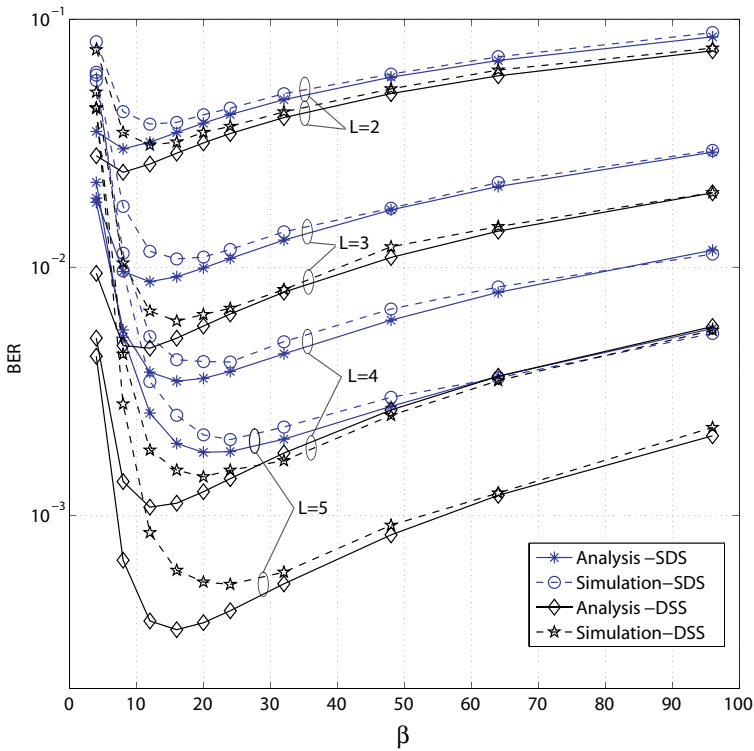 10⁻¹
10⁻²
10⁻³
BER
L=2
L=3
L=4
L=5
Analysis −SDS
Simulation−SDS
Analysis −DSS
Simulation−DSS
0 10 20 30 40 50 60 70 80 90 100
β